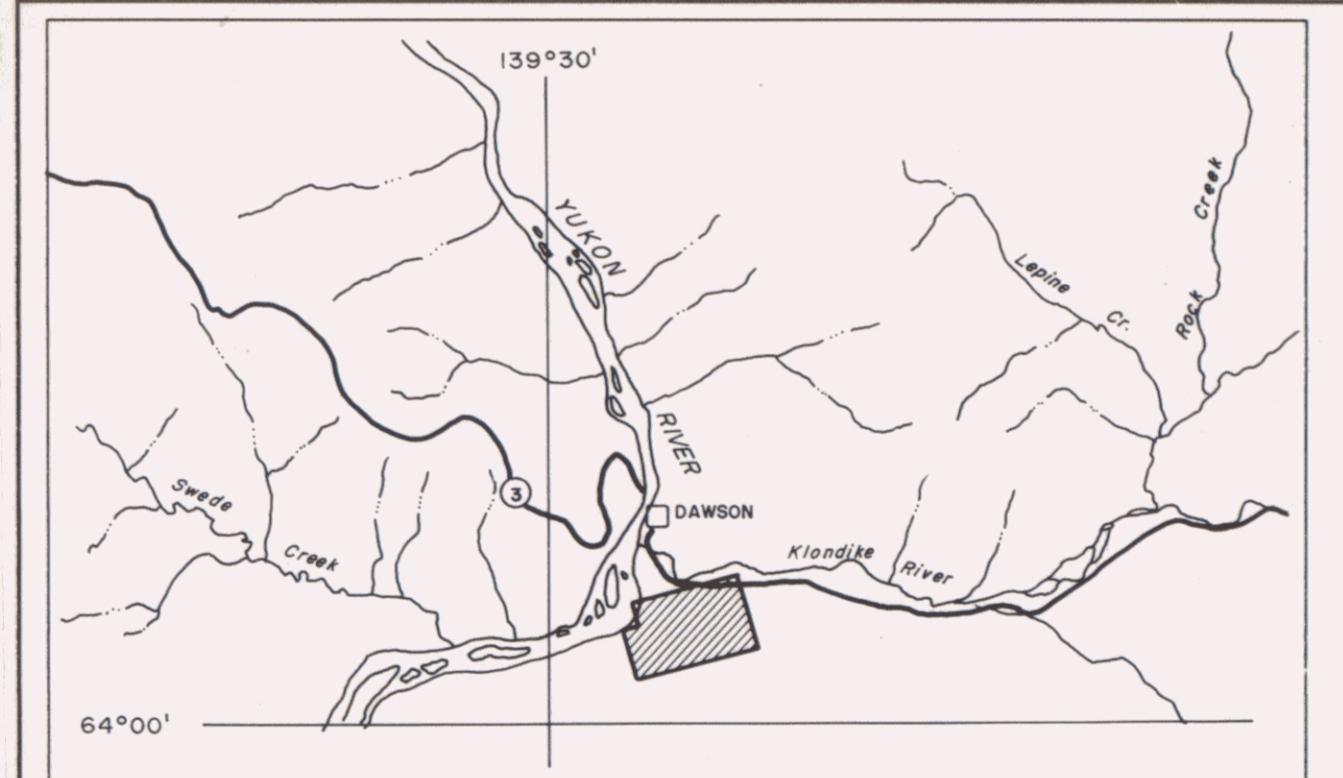 139°30'
YUKON
RIVER
Lepine
Cr.
Rock
Creek
Swede
Creek
3
DAWSON
Klondike
River
64°00'